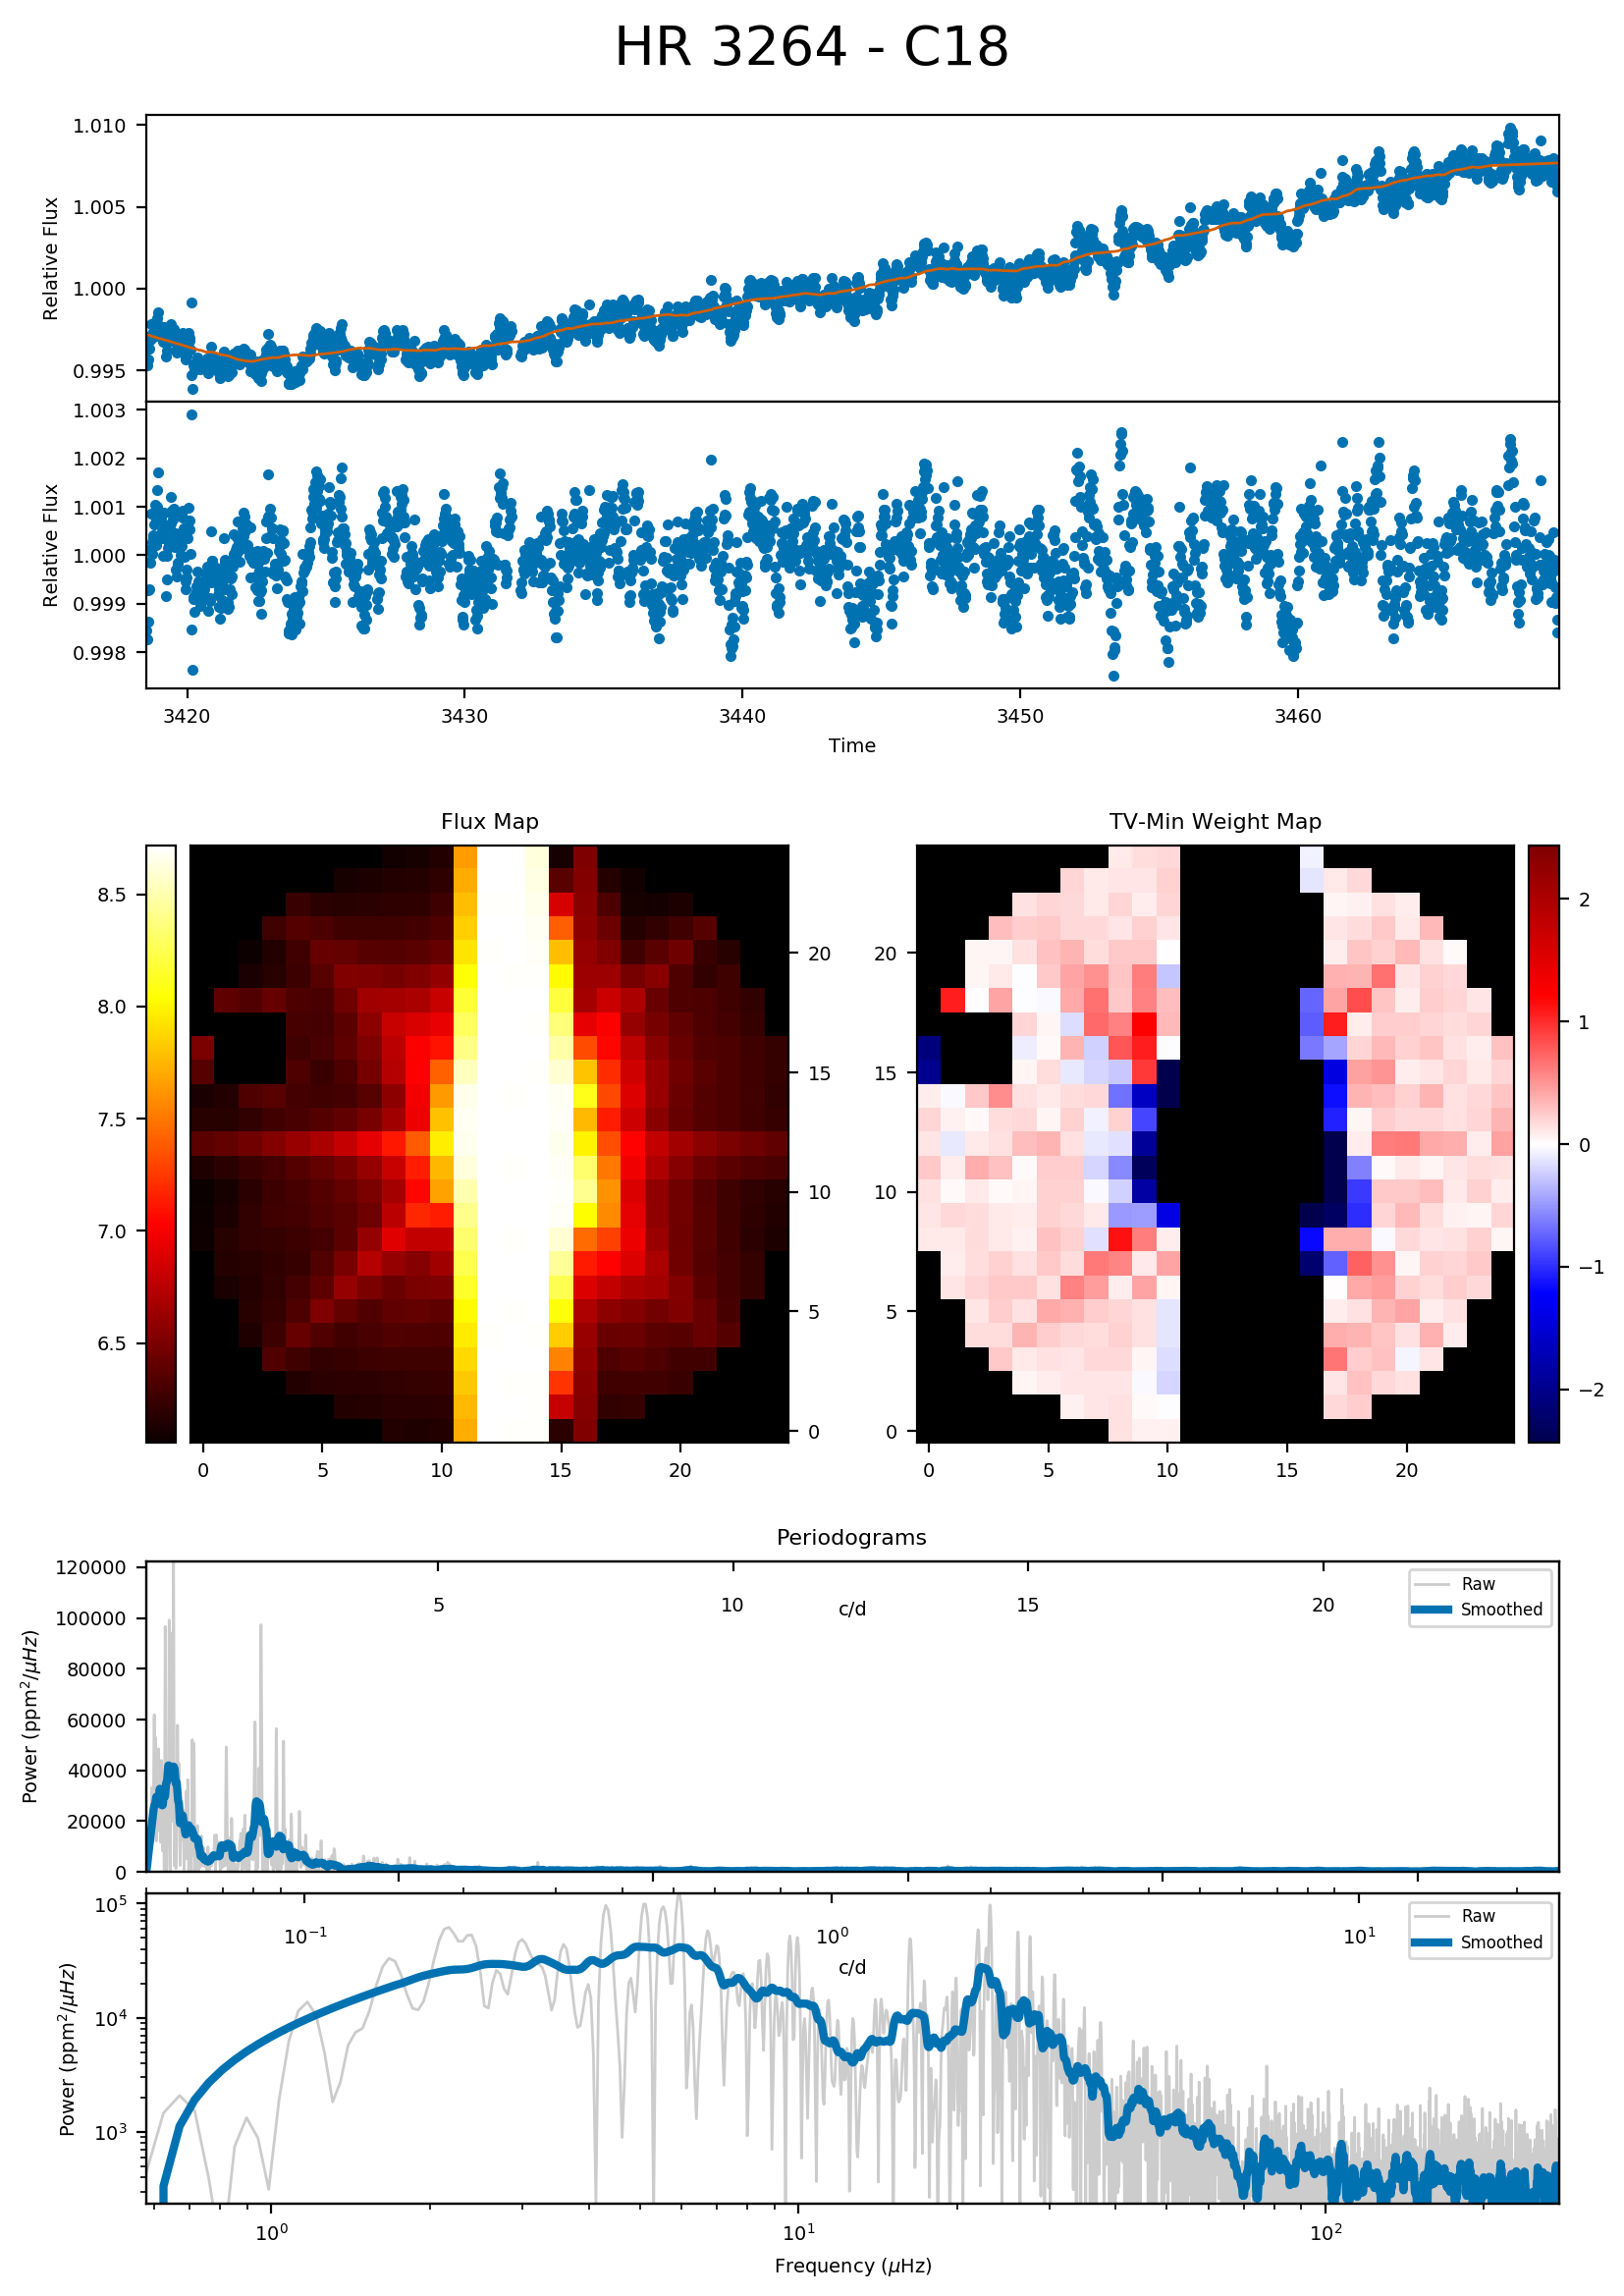 HR 3264 - C18
1.010
1.005
1.000
0.995
Relative Flux
1.003
1.002
1.001
1.000
0.999
0.998
Relative Flux
3420 3430 3440 3450 3460
Time
Flux Map
8.5
8.0
7.5
7.0
6.5
20
15
10
5
0
0 5 10 15 20
TV-Min Weight Map
20
15
10
5
0
0 5 10 15 20
2
1
0
−1
−2
Periodograms
120000
100000
80000
60000
40000
20000
0
Power (ppm²/μHz)
5 10 15 20
c/d
Raw
Smoothed
10⁵
10⁴
10³
Power (ppm²/μHz)
10⁻¹ 10⁰ 10¹
c/d
Raw
Smoothed
10⁰ 10¹ 10²
Frequency (μHz)